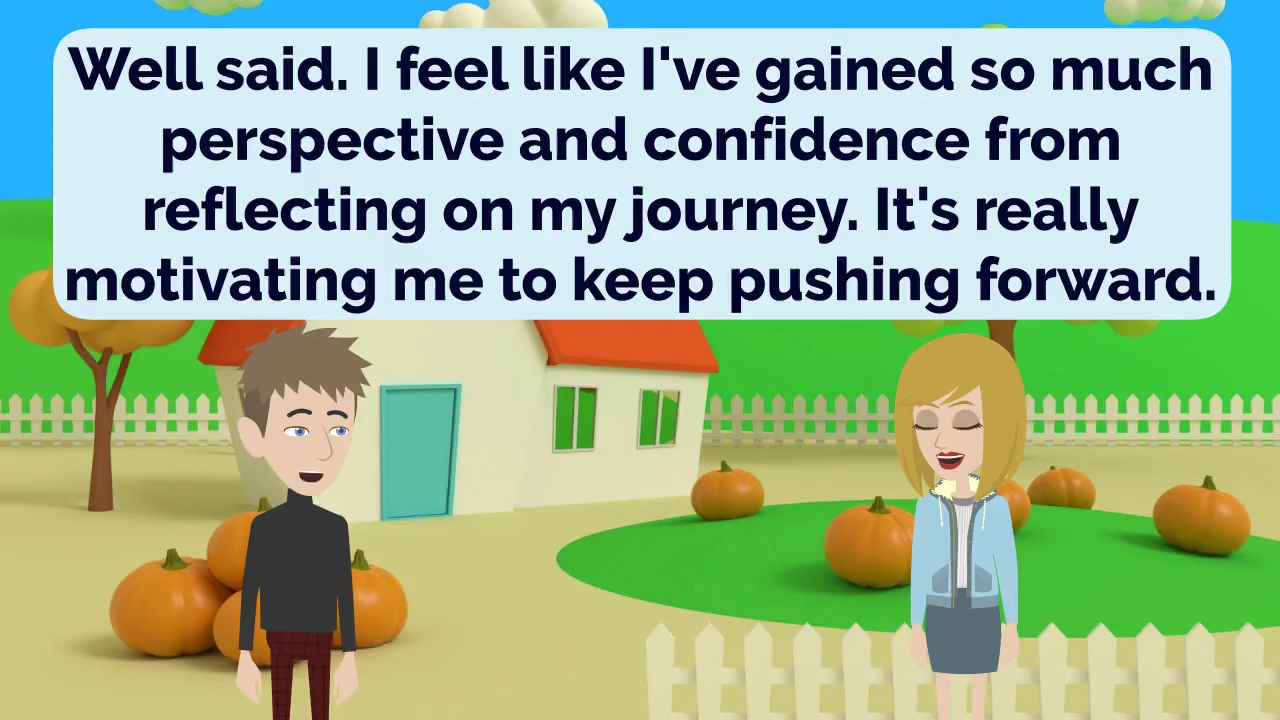 Well said. I feel like I've gained so much
perspective and confidence from
reflecting on my journey. It's really
motivating me to keep pushing forward.